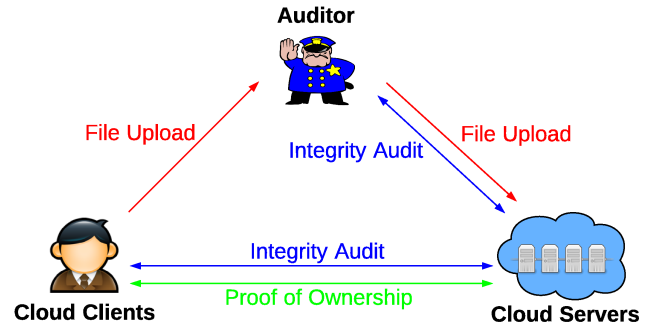 Auditor
File Upload
File Upload
Integrity Audit
Integrity Audit
Proof of Ownership
Cloud Clients
Cloud Servers